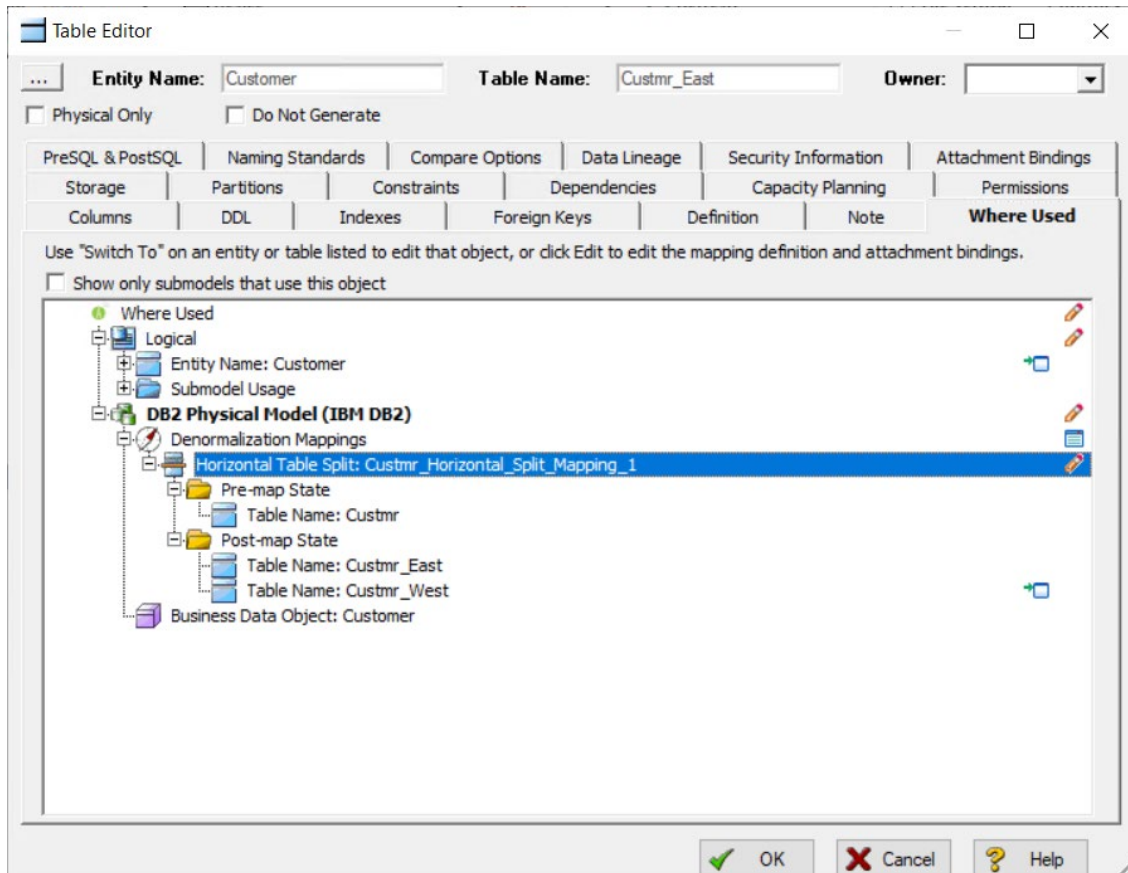 Table Editor
... Entity Name: Customer Table Name: Custmr_East Owner:
Physical Only Do Not Generate
PreSQL & PostSQL Naming Standards Compare Options Data Lineage Security Information Attachment Bindings
Storage Partitions Constraints Dependencies Capacity Planning Permissions
Columns DDL Indexes Foreign Keys Definition Note Where Used
Use "Switch To" on an entity or table listed to edit that object, or click Edit to edit the mapping definition and attachment bindings.
Show only submodels that use this object
Where Used
Logical
Entity Name: Customer
Submodel Usage
DB2 Physical Model (IBM DB2)
Denormalization Mappings
Horizontal Table Split: Custmr_Horizontal_Split_Mapping_1
Pre-map State
Table Name: Custmr
Post-map State
Table Name: Custmr_East
Table Name: Custmr_West
Business Data Object: Customer
OK Cancel Help